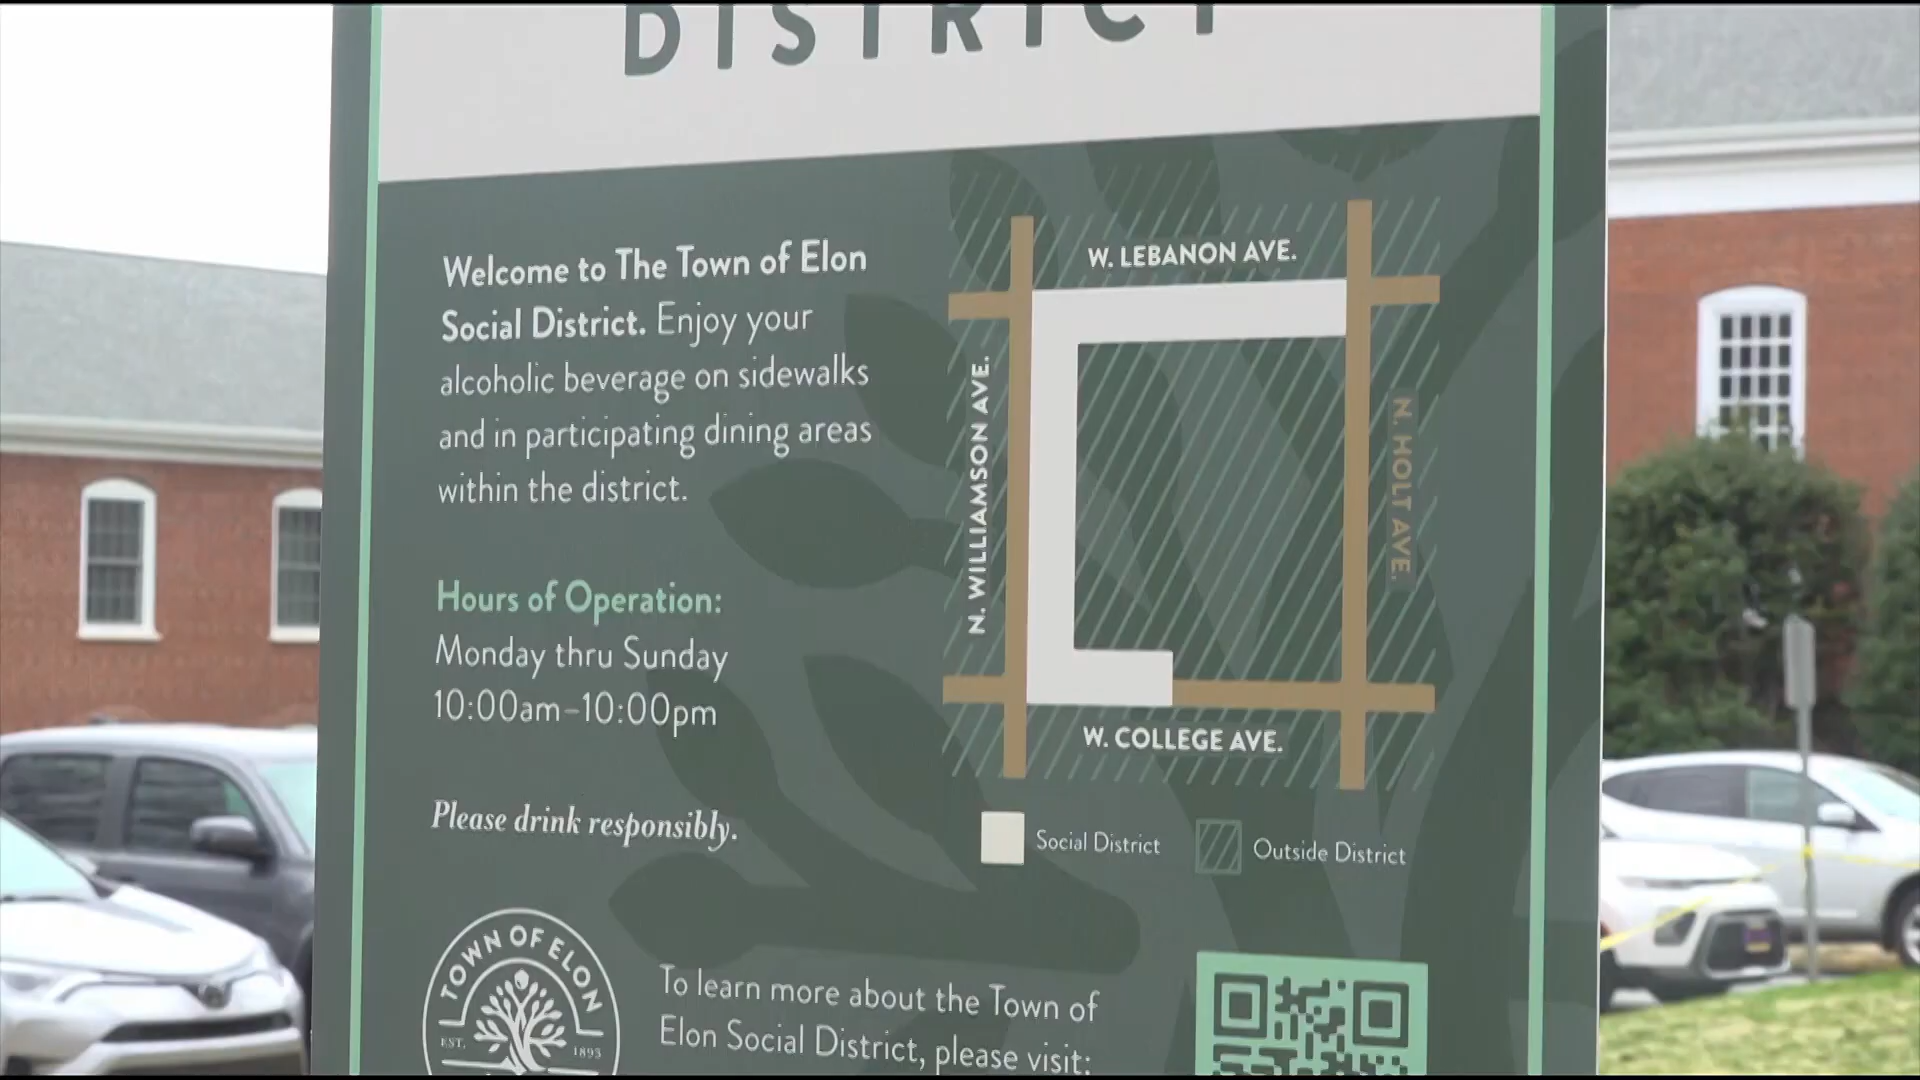 DISTRICT
Welcome to The Town of Elon
Social District. Enjoy your
alcoholic beverage on sidewalks
and in participating dining areas
within the district.
Hours of Operation:
Monday thru Sunday
10:00am–10:00pm
Please drink responsibly.
W. LEBANON AVE.
N. WILLIAMSON AVE.
N. HOLT AVE.
W. COLLEGE AVE.
Social District
Outside District
TOWN OF ELON
EST. 1893
To learn more about the Town of
Elon Social District, please visit: